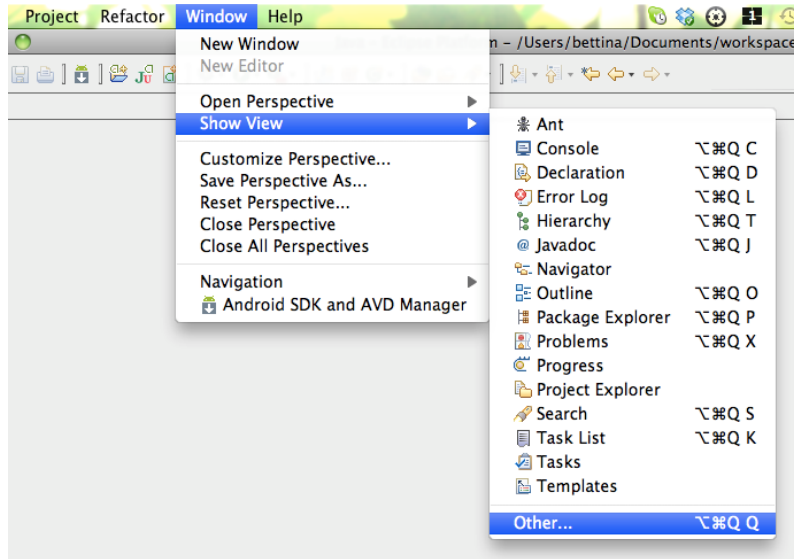 Project Refactor Window Help
New Window
n – /Users/bettina/Documents/workspace
New Editor
Open Perspective
Show View
Customize Perspective...
Save Perspective As...
Reset Perspective...
Close Perspective
Close All Perspectives
Navigation
Android SDK and AVD Manager
Ant
Console ⌥⌘Q C
Declaration ⌥⌘Q D
Error Log ⌥⌘Q L
Hierarchy ⌥⌘Q T
@ Javadoc ⌥⌘Q J
Navigator
Outline ⌥⌘Q O
Package Explorer ⌥⌘Q P
Problems ⌥⌘Q X
Progress
Project Explorer
Search ⌥⌘Q S
Task List ⌥⌘Q K
Tasks
Templates
Other... ⌥⌘Q Q